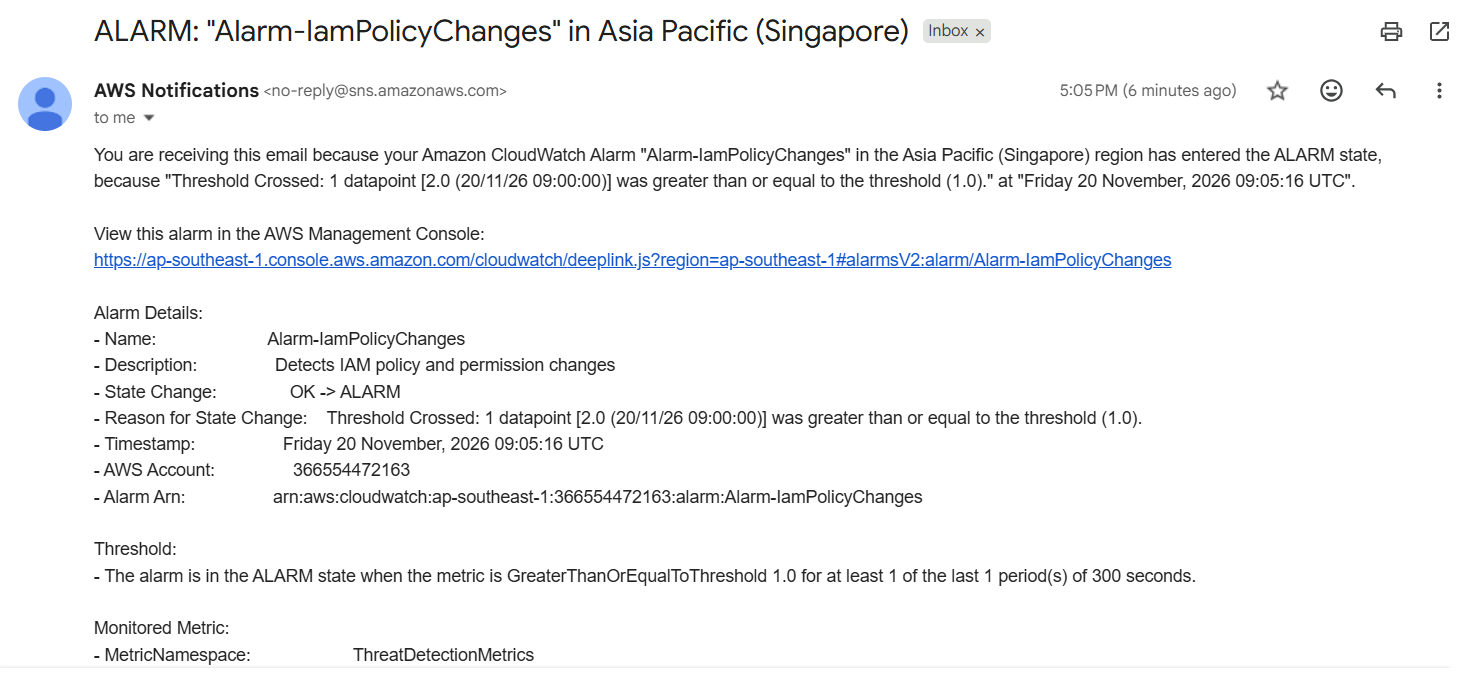 ALARM: "Alarm-IamPolicyChanges" in Asia Pacific (Singapore) Inbox ×
AWS Notifications <no-reply@sns.amazonaws.com> 5:05 PM (6 minutes ago)
to me
You are receiving this email because your Amazon CloudWatch Alarm "Alarm-IamPolicyChanges" in the Asia Pacific (Singapore) region has entered the ALARM state,
because "Threshold Crossed: 1 datapoint [2.0 (20/11/26 09:00:00)] was greater than or equal to the threshold (1.0)." at "Friday 20 November, 2026 09:05:16 UTC".
View this alarm in the AWS Management Console:
https://ap-southeast-1.console.aws.amazon.com/cloudwatch/deeplink.js?region=ap-southeast-1#alarmsV2:alarm/Alarm-IamPolicyChanges
Alarm Details:
- Name: Alarm-IamPolicyChanges
- Description: Detects IAM policy and permission changes
- State Change: OK -> ALARM
- Reason for State Change: Threshold Crossed: 1 datapoint [2.0 (20/11/26 09:00:00)] was greater than or equal to the threshold (1.0).
- Timestamp: Friday 20 November, 2026 09:05:16 UTC
- AWS Account: 366554472163
- Alarm Arn: arn:aws:cloudwatch:ap-southeast-1:366554472163:alarm:Alarm-IamPolicyChanges
Threshold:
- The alarm is in the ALARM state when the metric is GreaterThanOrEqualToThreshold 1.0 for at least 1 of the last 1 period(s) of 300 seconds.
Monitored Metric:
- MetricNamespace: ThreatDetectionMetrics